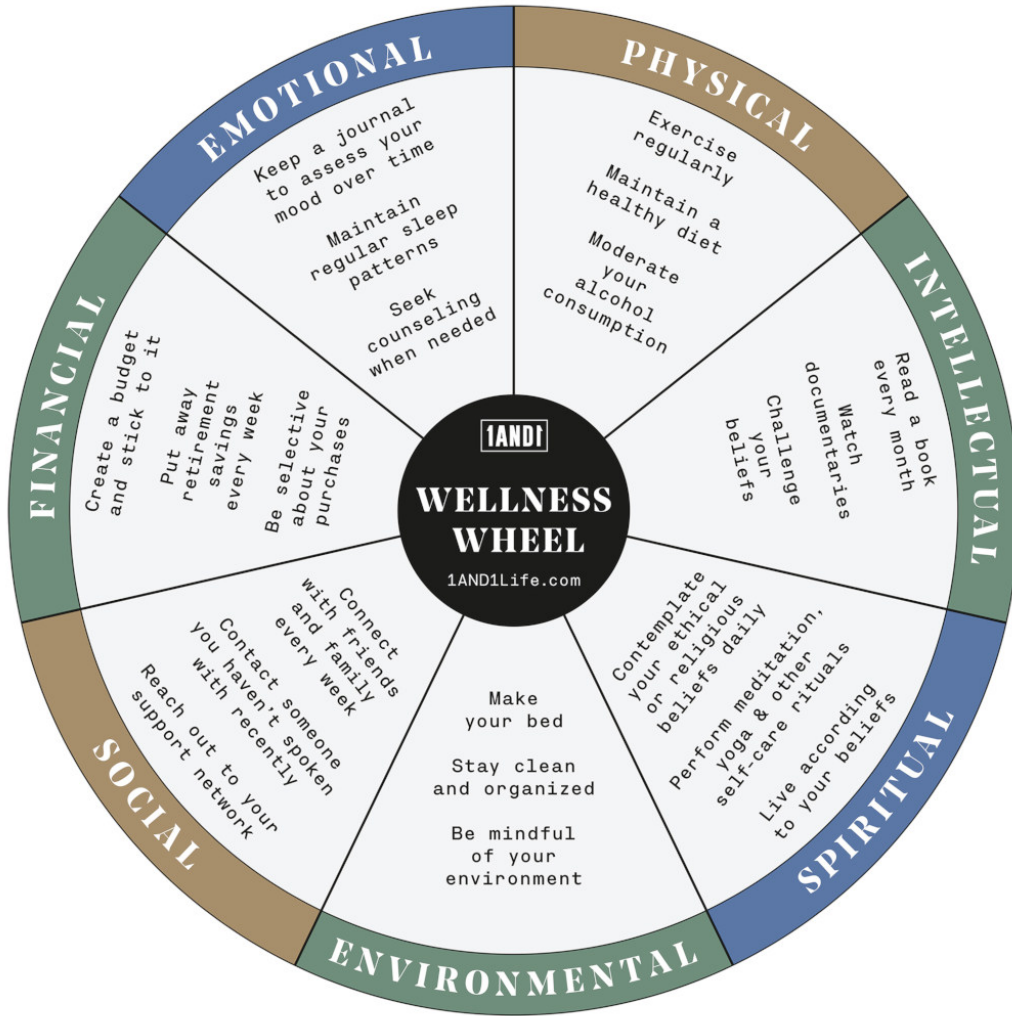 EMOTIONAL
Keep a journal
to assess your
mood over time
Maintain
regular sleep
patterns
Seek
counseling
when needed
PHYSICAL
Exercise
regularly
Maintain a
healthy diet
Moderate
your
alcohol
consumption
INTELLECTUAL
Read a book
every month
Watch
documentaries
Challenge
your
beliefs
SPIRITUAL
Contemplate
your ethical
or religious
beliefs daily
Perform meditation,
yoga & other
self-care rituals
Live according
to your beliefs
ENVIRONMENTAL
Make
your bed
Stay clean
and organized
Be mindful
of your
environment
SOCIAL
Connect
with friends
and family
every week
Contact someone
you haven't spoken
with recently
Reach out to your
support network
FINANCIAL
Create a budget
and stick to it
Put away
retirement
savings
every week
Be selective
about your
purchases
1AND1
WELLNESS
WHEEL
1AND1Life.com